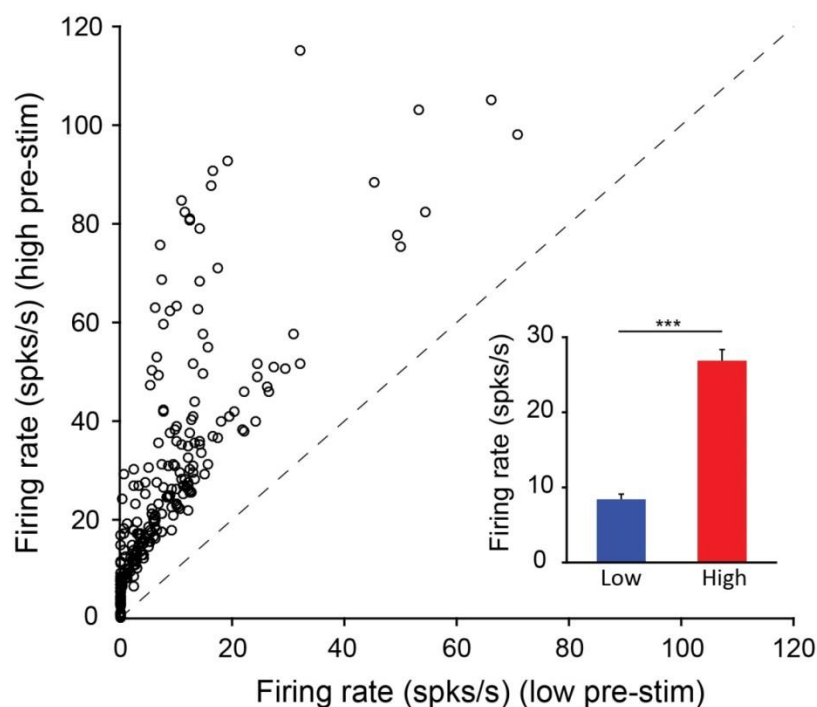 120
100
80
60
40
20
0
Firing rate (spks/s) (high pre-stim)
0 20 40 60 80 100 120
Firing rate (spks/s) (low pre-stim)
***
30
20
10
0
Firing rate (spks/s)
Low High